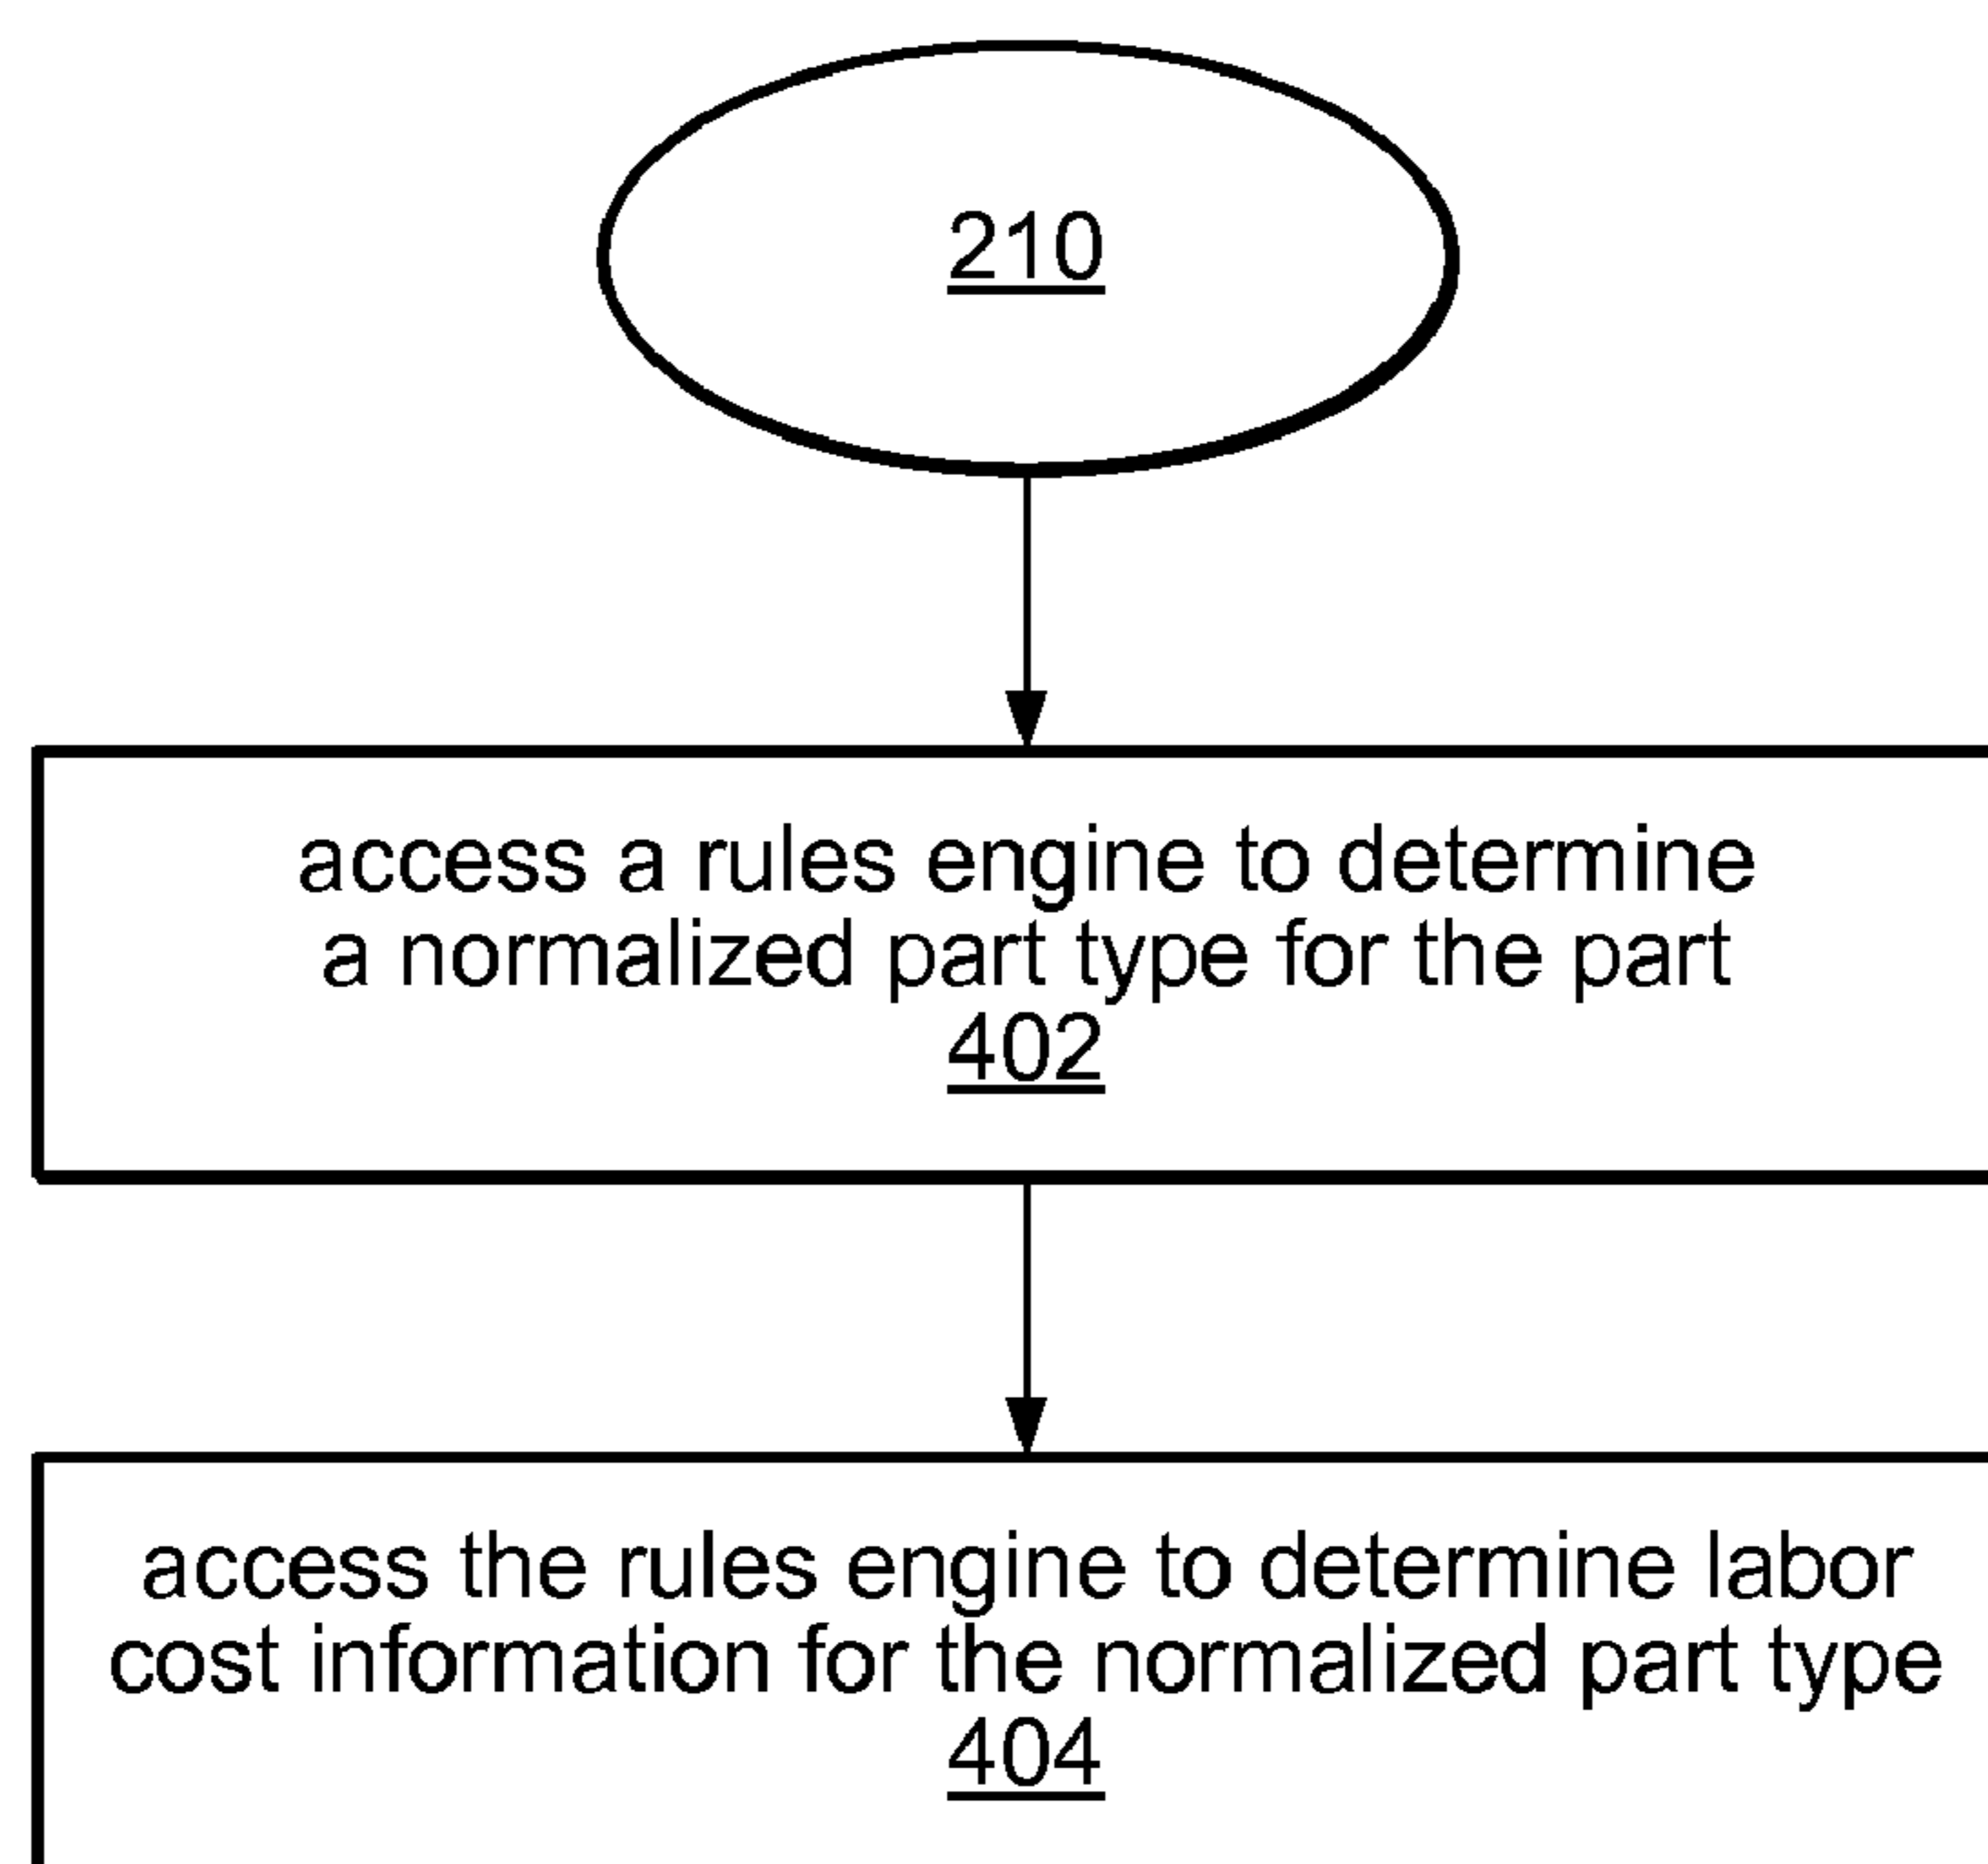 210
access a rules engine to determine
a normalized part type for the part
402
access the rules engine to determine labor
cost information for the normalized part type
404